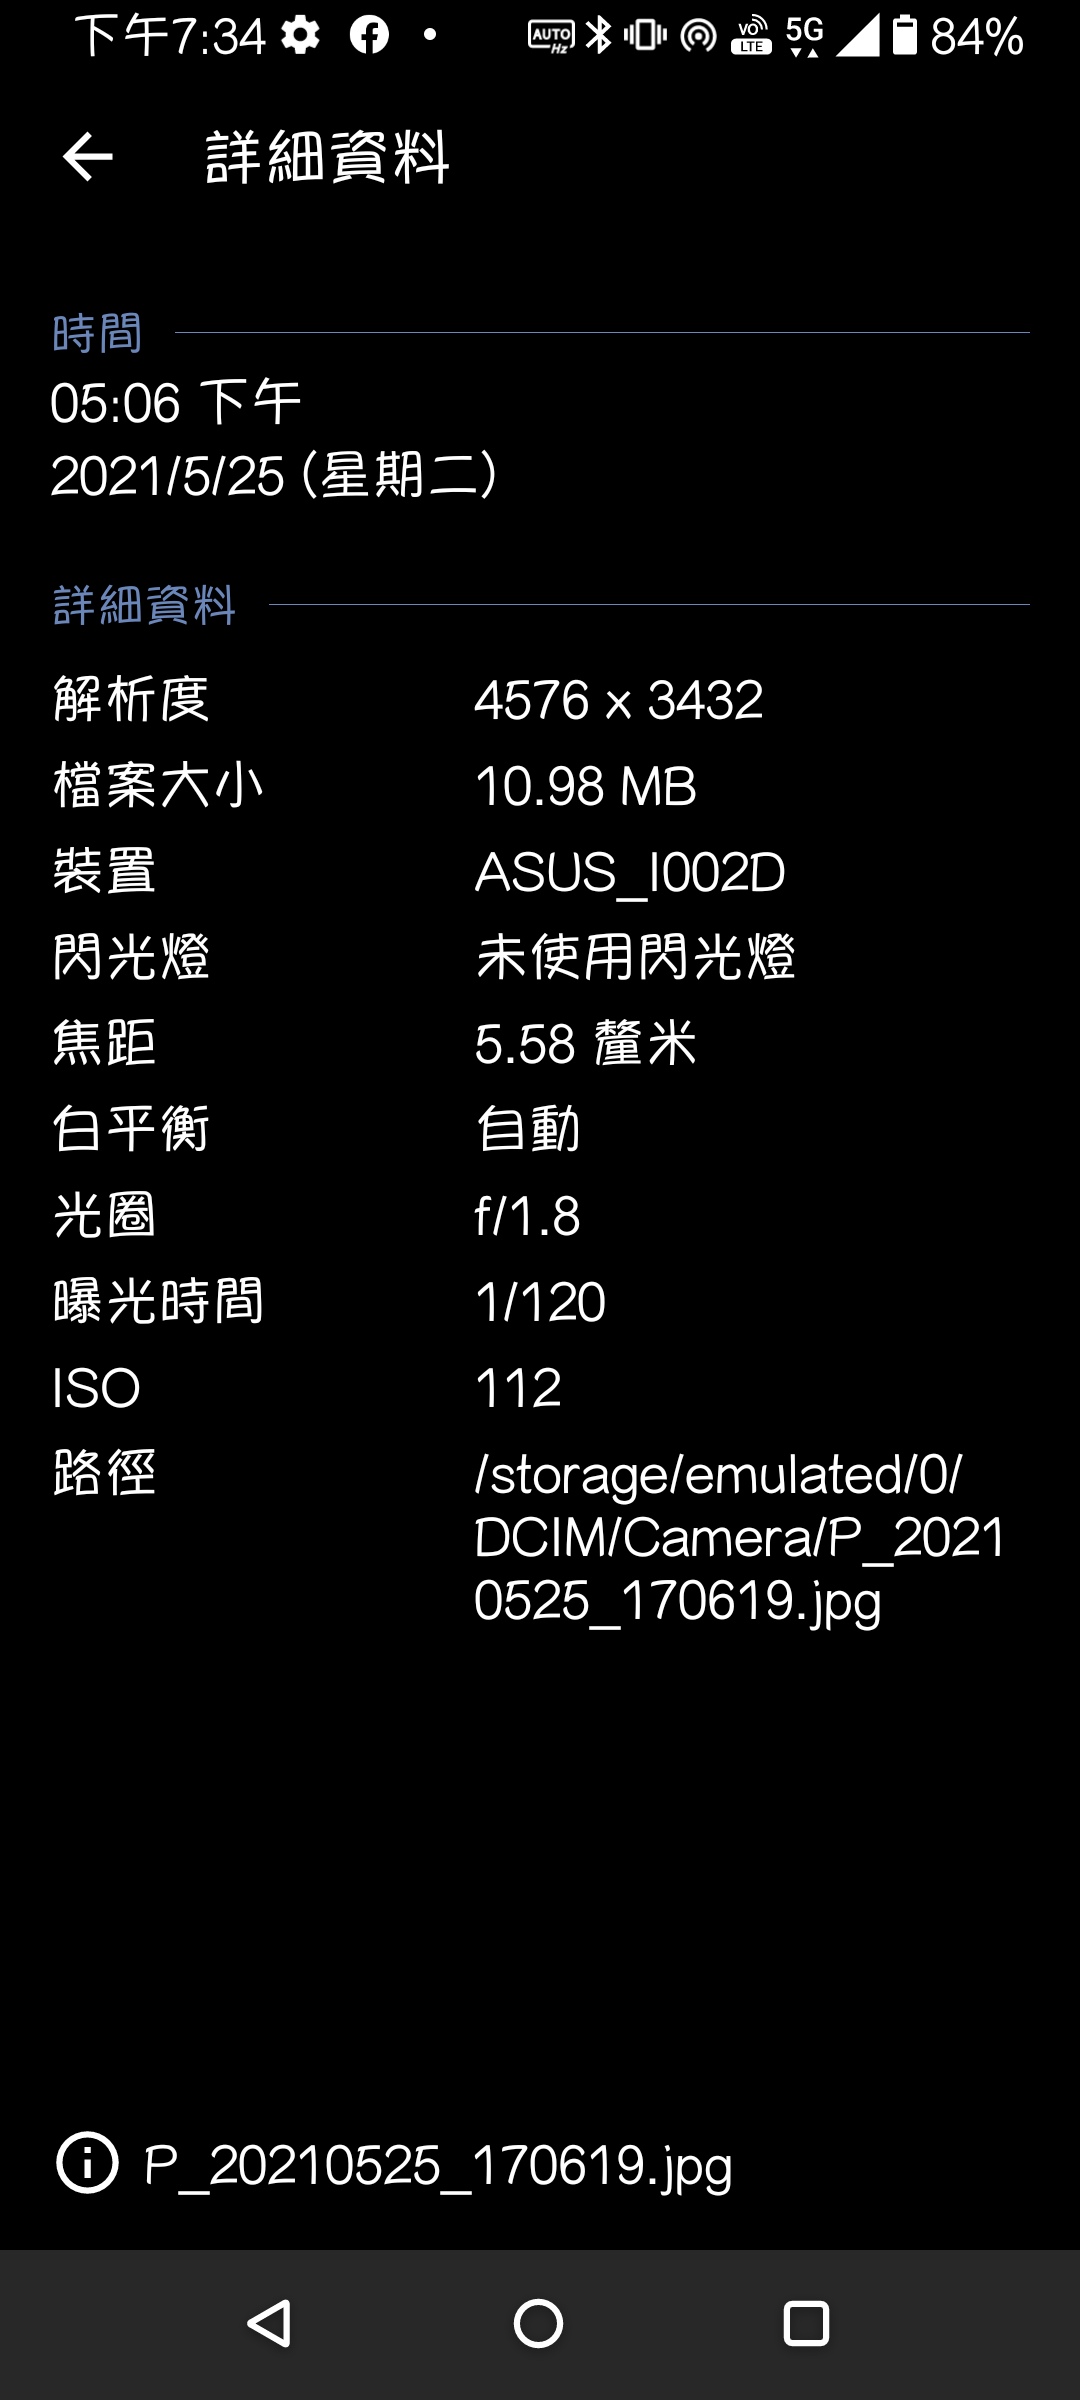 下午7:34 AUTO Hz VO LTE 5G 84%
詳細資料
時間
05:06 下午
2021/5/25 (星期二)
詳細資料
解析度 4576 x 3432
檔案大小 10.98 MB
裝置 ASUS_I002D
閃光燈 未使用閃光燈
焦距 5.58 釐米
白平衡 自動
光圈 f/1.8
曝光時間 1/120
ISO 112
路徑 /storage/emulated/0/
DCIM/Camera/P_2021
0525_170619.jpg
P_20210525_170619.jpg